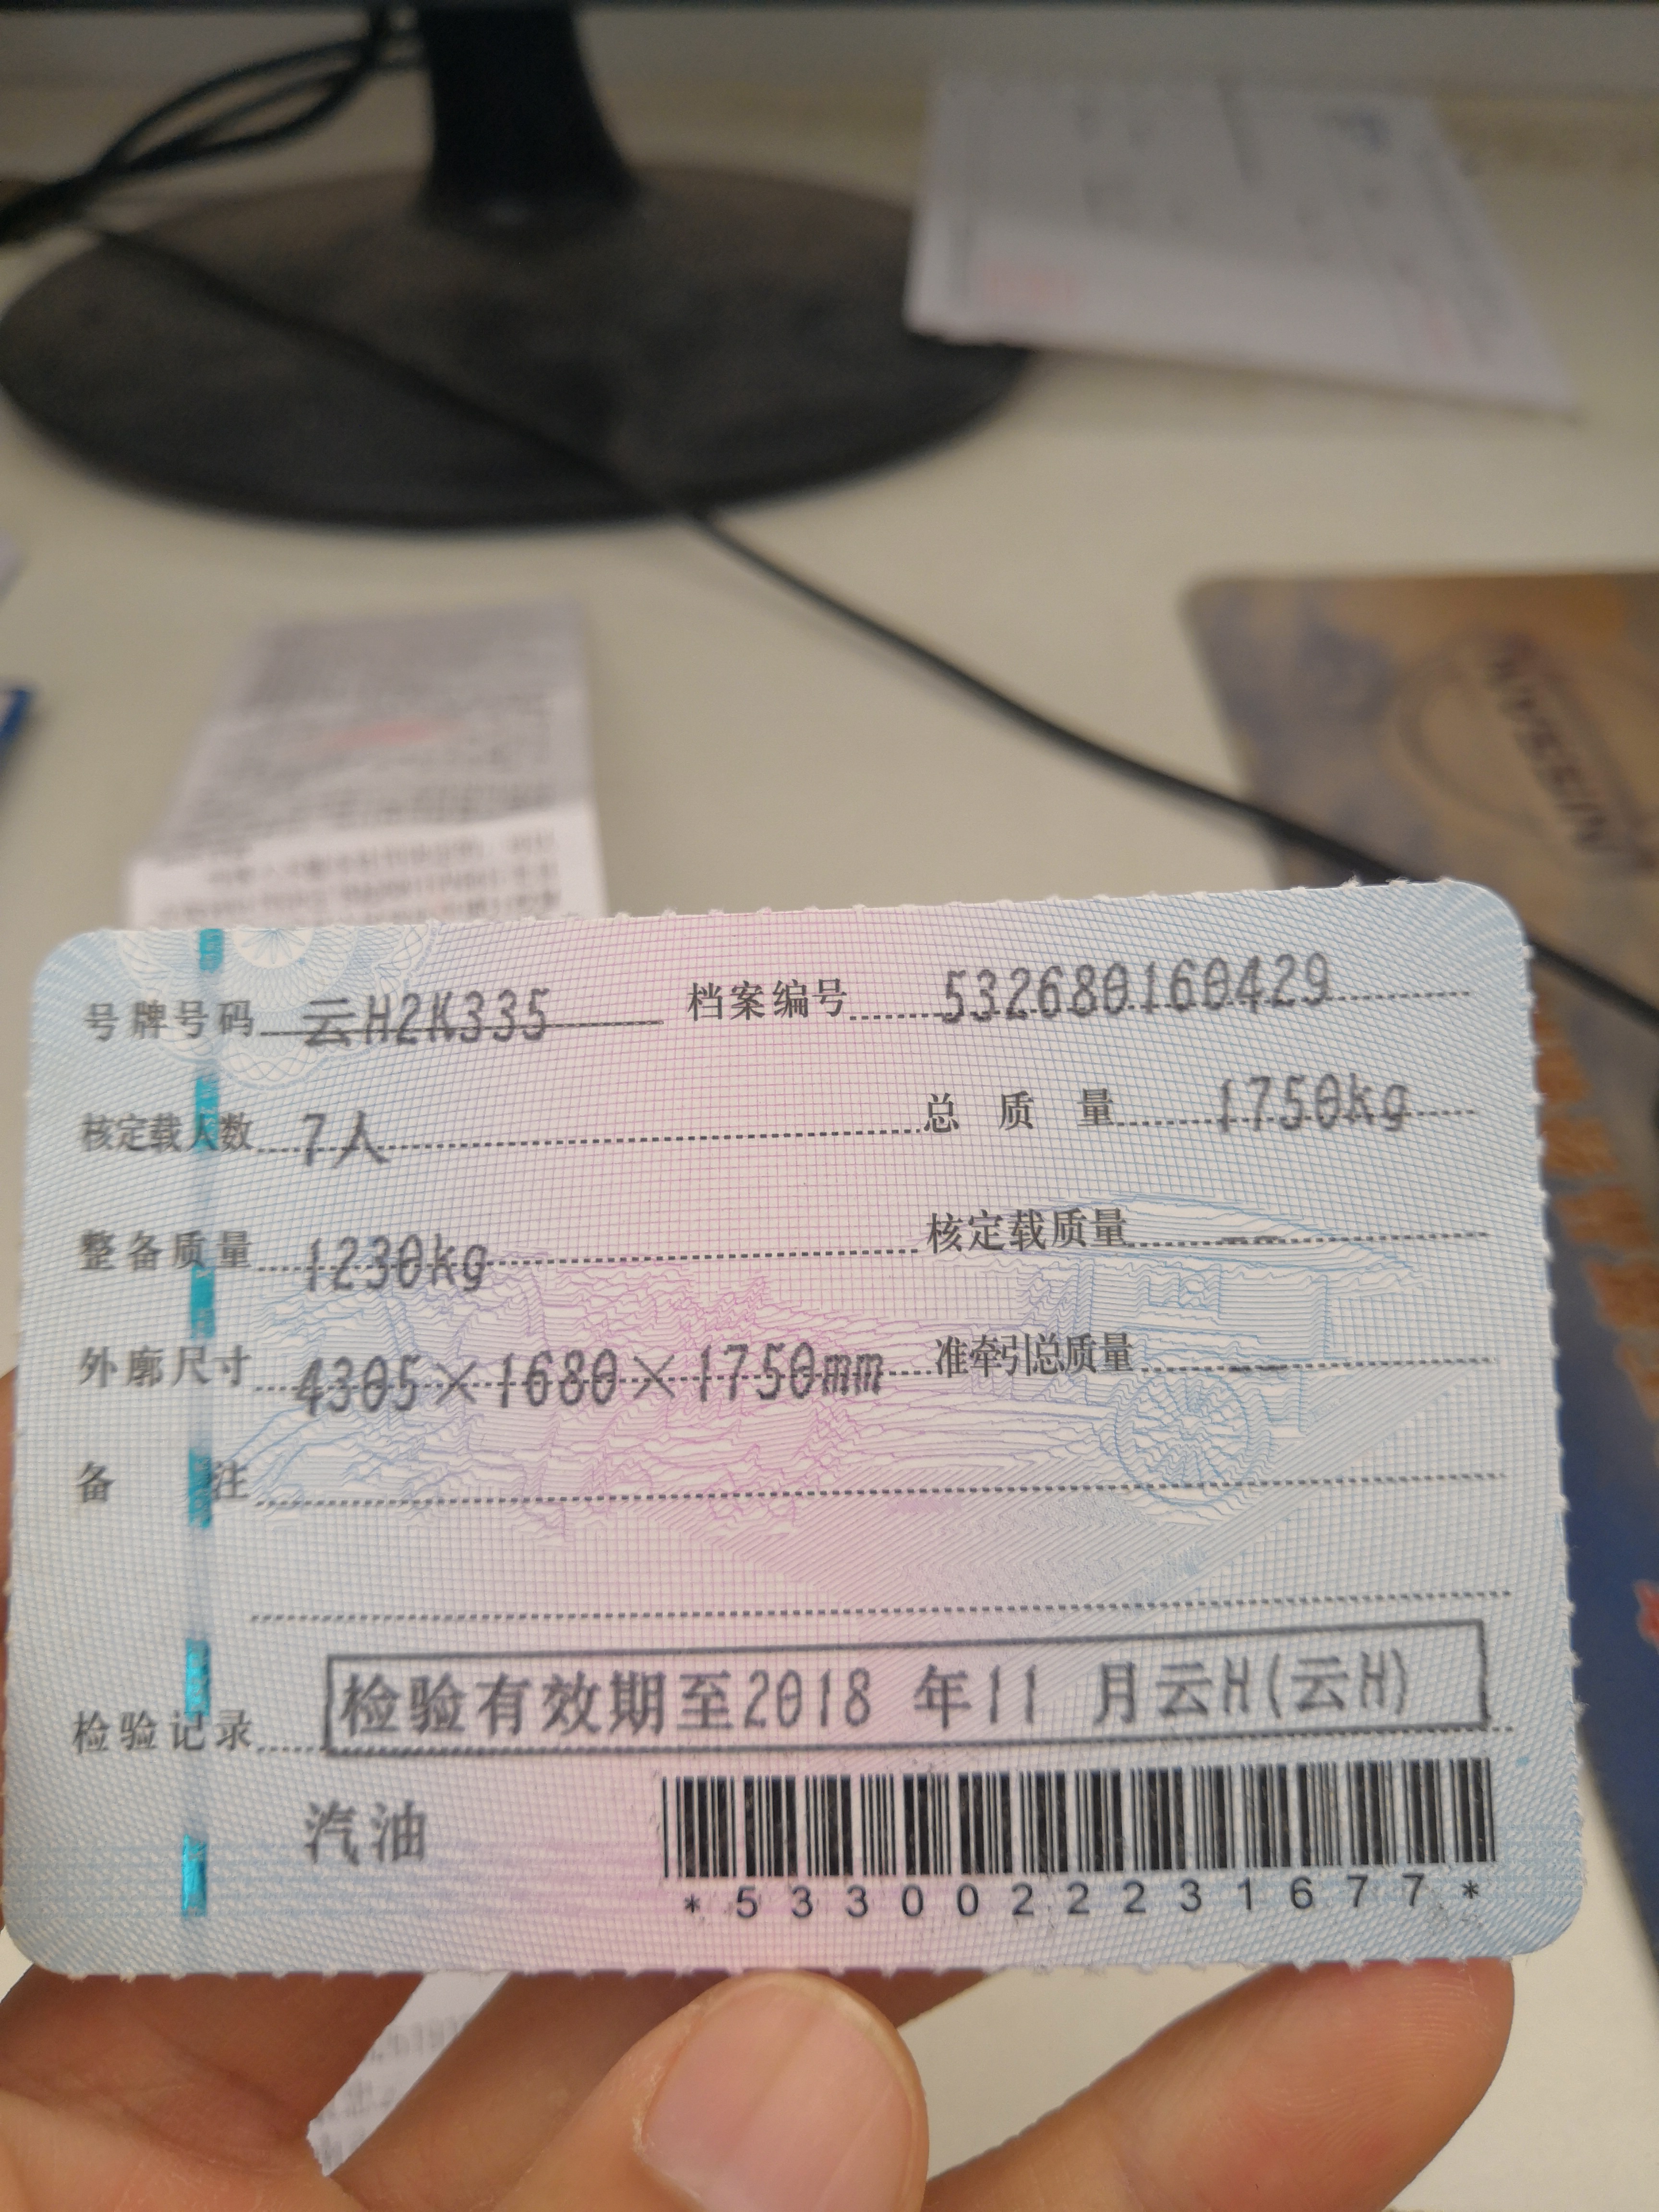 号牌号码 云H2K335 档案编号 532680160429
核定载人数 7人 总质量 1750kg
整备质量 1230kg 核定载质量 --
外廓尺寸 4305×1680×1750mm 准牵引总质量 --
备注
检验记录 检验有效期至2018 年11 月云H(云H)
汽油
*5330022231677*
NISSAN